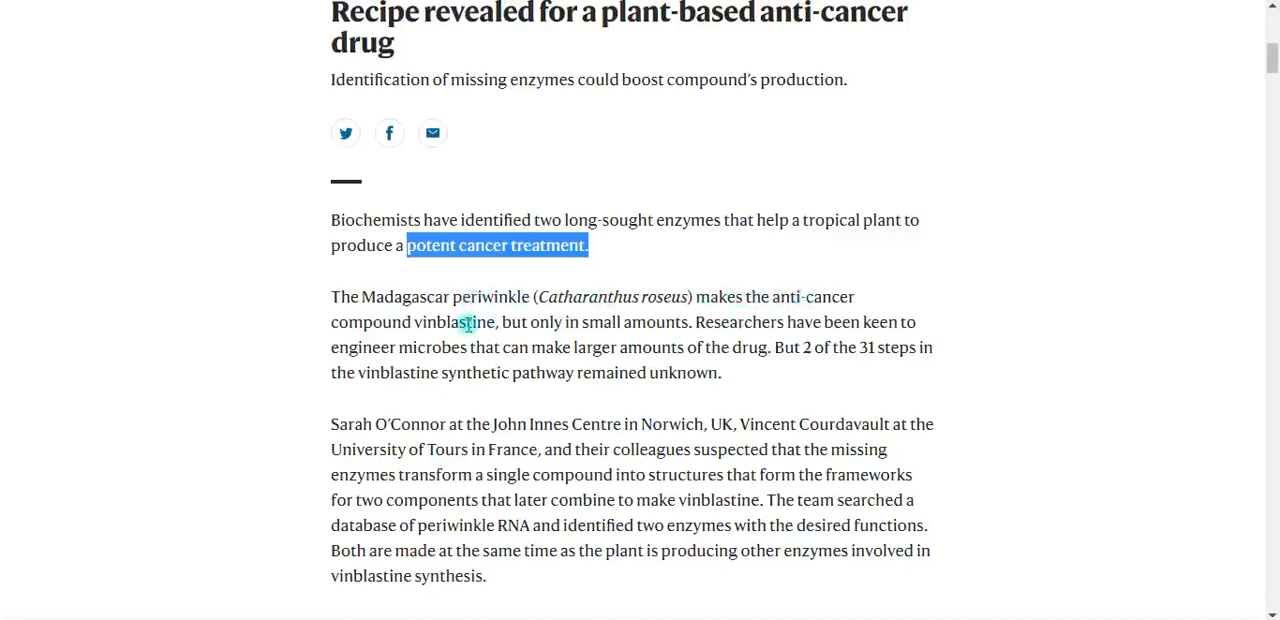 Recipe revealed for a plant-based anti-cancer
drug
Identification of missing enzymes could boost compound’s production.
Biochemists have identified two long-sought enzymes that help a tropical plant to
produce a potent cancer treatment.
The Madagascar periwinkle (Catharanthus roseus) makes the anti-cancer
compound vinblastine, but only in small amounts. Researchers have been keen to
engineer microbes that can make larger amounts of the drug. But 2 of the 31 steps in
the vinblastine synthetic pathway remained unknown.
Sarah O’Connor at the John Innes Centre in Norwich, UK, Vincent Courdavault at the
University of Tours in France, and their colleagues suspected that the missing
enzymes transform a single compound into structures that form the frameworks
for two components that later combine to make vinblastine. The team searched a
database of periwinkle RNA and identified two enzymes with the desired functions.
Both are made at the same time as the plant is producing other enzymes involved in
vinblastine synthesis.